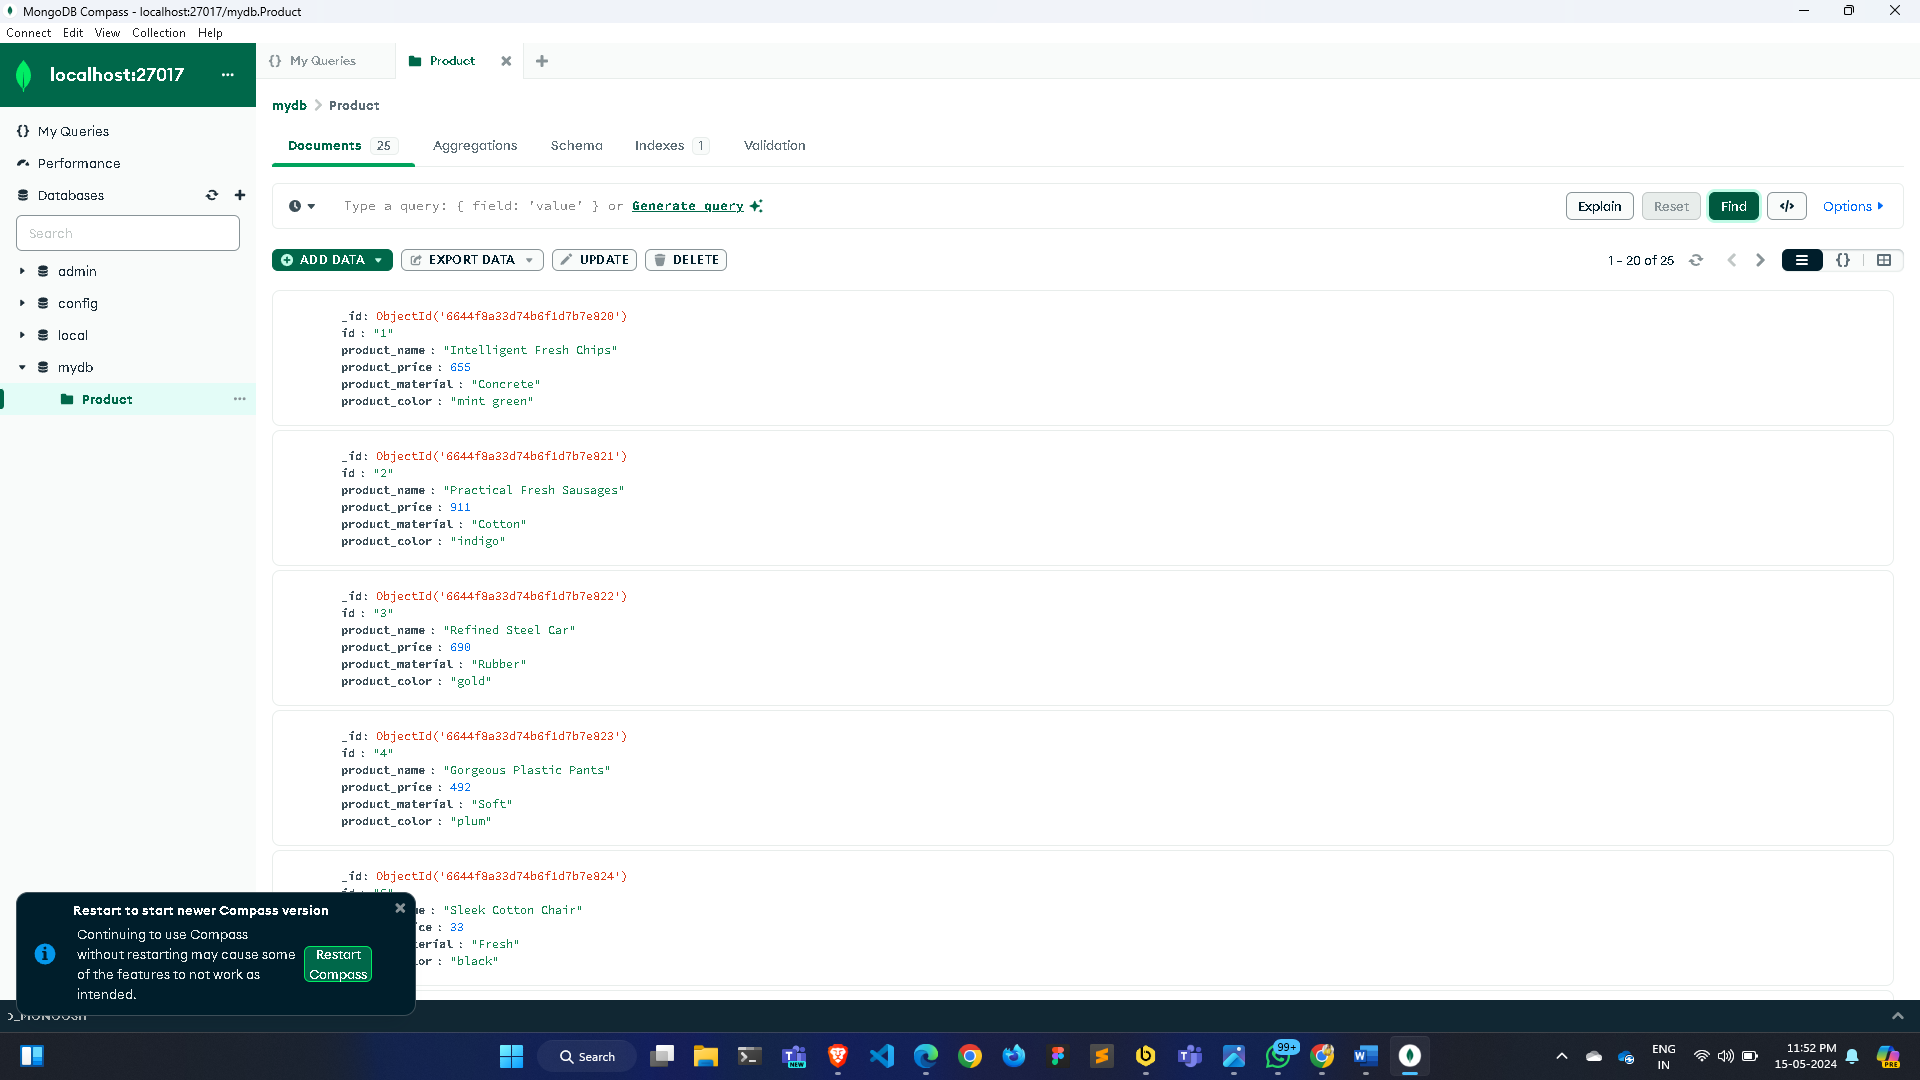 MongoDB Compass - localhost:27017/mydb.Product
Connect Edit View Collection Help
localhost:27017
{} My Queries
Product
mydb > Product
{} My Queries
Performance
Databases
Search
admin
config
local
mydb
Product
Documents 25 Aggregations Schema Indexes 1 Validation
Type a query: { field: 'value' } or Generate query
Explain Reset Find </> Options
ADD DATA EXPORT DATA UPDATE DELETE
1 – 20 of 25
{}
_id: ObjectId('6644f8a33d74b6f1d7b7e820')
id : "1"
product_name : "Intelligent Fresh Chips"
product_price : 655
product_material : "Concrete"
product_color : "mint green"
_id: ObjectId('6644f8a33d74b6f1d7b7e821')
id : "2"
product_name : "Practical Fresh Sausages"
product_price : 911
product_material : "Cotton"
product_color : "indigo"
_id: ObjectId('6644f8a33d74b6f1d7b7e822')
id : "3"
product_name : "Refined Steel Car"
product_price : 690
product_material : "Rubber"
product_color : "gold"
_id: ObjectId('6644f8a33d74b6f1d7b7e823')
id : "4"
product_name : "Gorgeous Plastic Pants"
product_price : 492
product_material : "Soft"
product_color : "plum"
_id: ObjectId('6644f8a33d74b6f1d7b7e824')
me : "Sleek Cotton Chair"
ice : 33
erial : "Fresh"
lor : "black"
Restart to start newer Compass version
Continuing to use Compass
without restarting may cause some
of the features to not work as
intended.
Restart
Compass
>_MONGOSH
Search
NEW
99+
ENG
IN
11:52 PM
15-05-2024
PRE